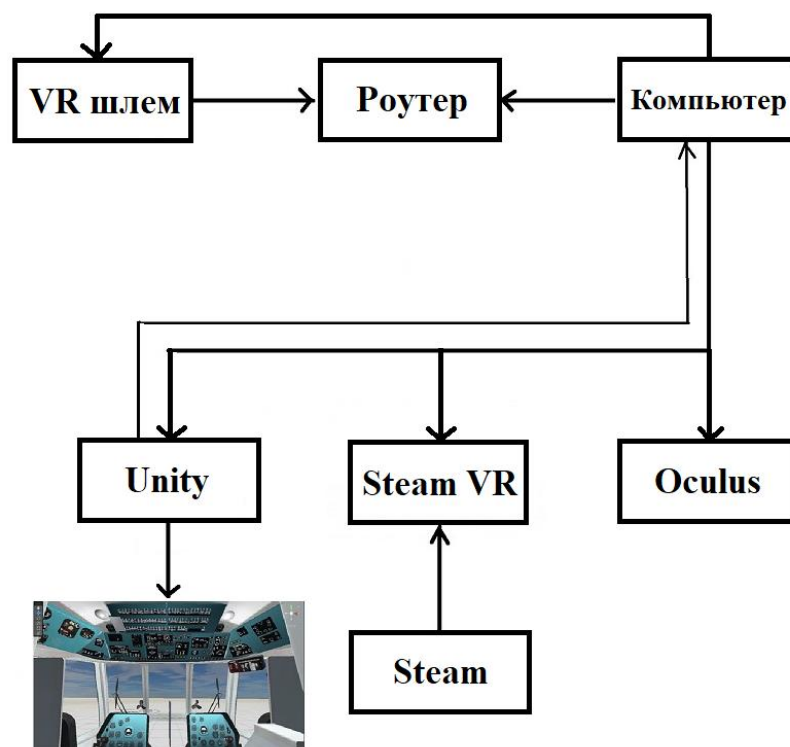 VR шлем
Роутер
Компьютер
Unity
Steam VR
Oculus
Steam